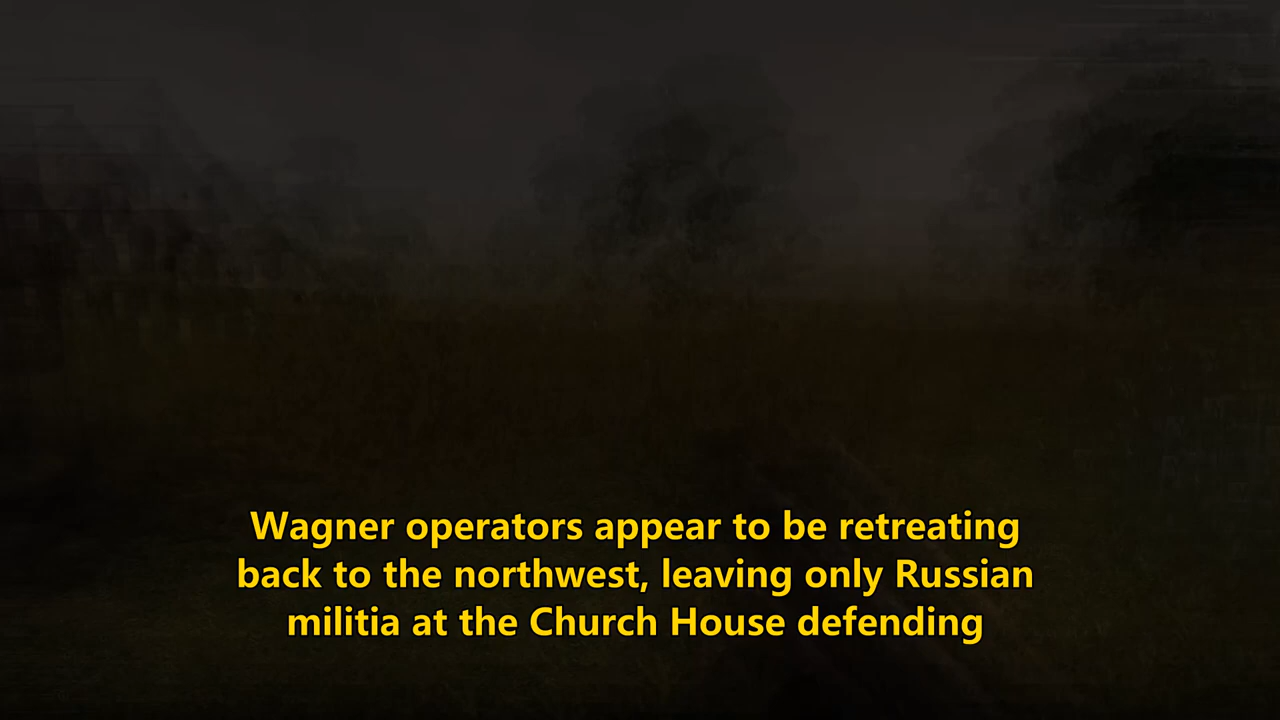 Wagner operators appear to be retreating
back to the northwest, leaving only Russian
militia at the Church House defending